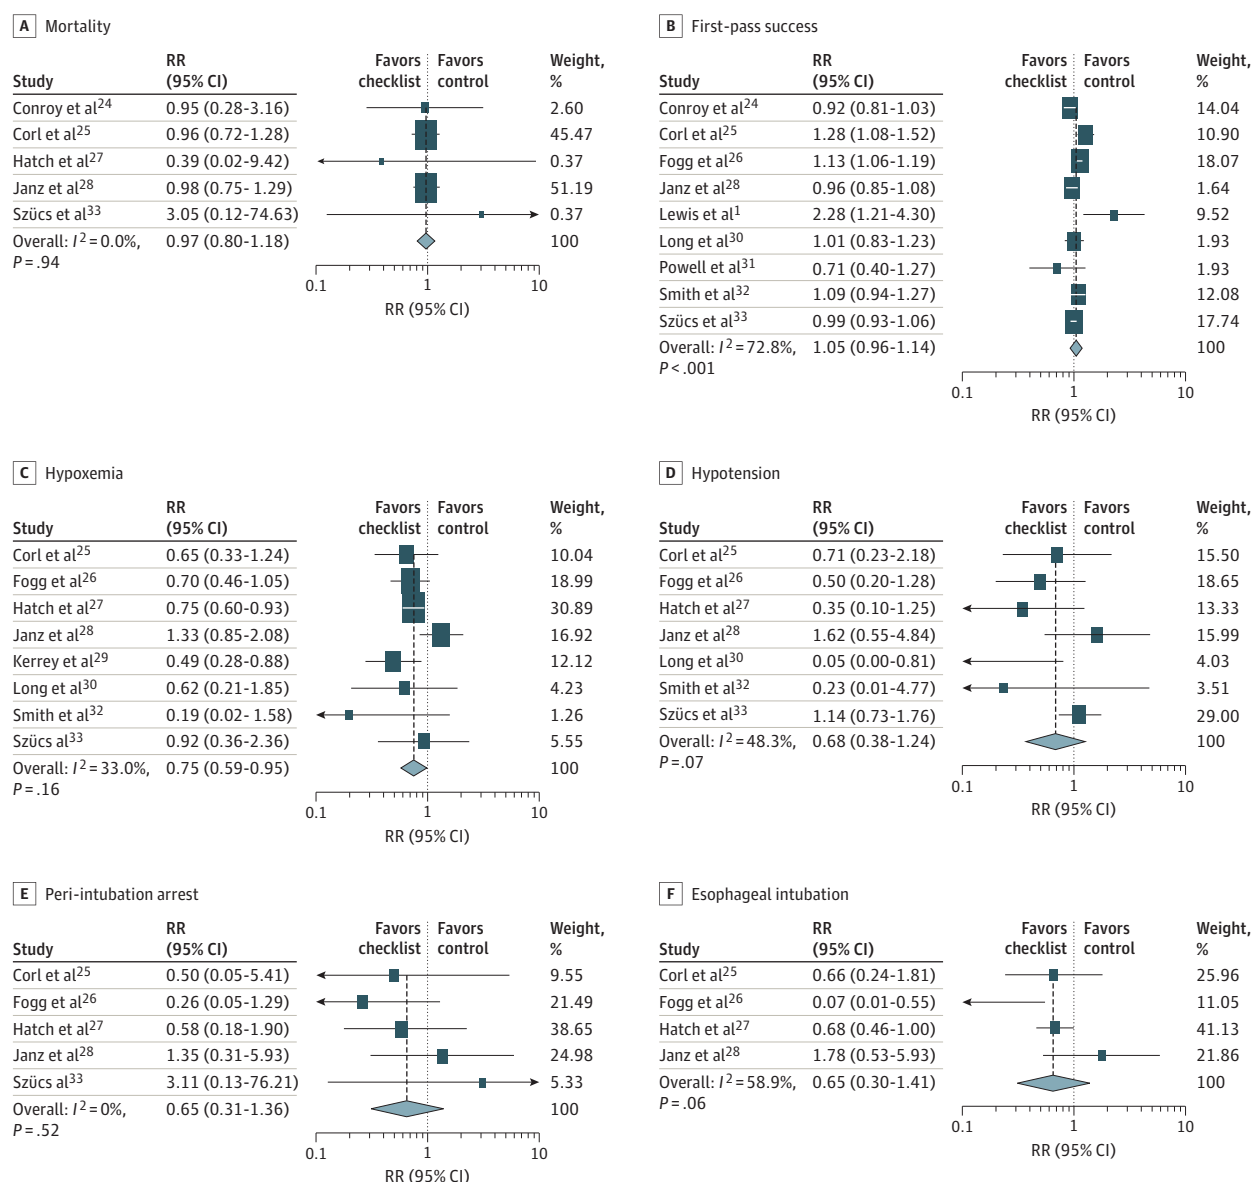 A Mortality
Study RR (95% CI) Favors checklist Favors control Weight, %
Conroy et al24 0.95 (0.28-3.16) 2.60
Corl et al25 0.96 (0.72-1.28) 45.47
Hatch et al27 0.39 (0.02-9.42) 0.37
Janz et al28 0.98 (0.75- 1.29) 51.19
Szücs et al33 3.05 (0.12-74.63) 0.37
Overall: I2 = 0.0%, 0.97 (0.80-1.18) 100
P = .94
0.1 1 10
RR (95% CI)
B First-pass success
Study RR (95% CI) Favors checklist Favors control Weight, %
Conroy et al24 0.92 (0.81-1.03) 14.04
Corl et al25 1.28 (1.08-1.52) 10.90
Fogg et al26 1.13 (1.06-1.19) 18.07
Janz et al28 0.96 (0.85-1.08) 1.64
Lewis et al1 2.28 (1.21-4.30) 9.52
Long et al30 1.01 (0.83-1.23) 1.93
Powell et al31 0.71 (0.40-1.27) 1.93
Smith et al32 1.09 (0.94-1.27) 12.08
Szücs et al33 0.99 (0.93-1.06) 17.74
Overall: I2 = 72.8%, 1.05 (0.96-1.14) 100
P < .001
0.1 1 10
RR (95% CI)
C Hypoxemia
Study RR (95% CI) Favors checklist Favors control Weight, %
Corl et al25 0.65 (0.33-1.24) 10.04
Fogg et al26 0.70 (0.46-1.05) 18.99
Hatch et al27 0.75 (0.60-0.93) 30.89
Janz et al28 1.33 (0.85-2.08) 16.92
Kerrey et al29 0.49 (0.28-0.88) 12.12
Long et al30 0.62 (0.21-1.85) 4.23
Smith et al32 0.19 (0.02- 1.58) 1.26
Szücs al33 0.92 (0.36-2.36) 5.55
Overall: I2 = 33.0%, 0.75 (0.59-0.95) 100
P = .16
0.1 1 10
RR (95% CI)
D Hypotension
Study RR (95% CI) Favors checklist Favors control Weight, %
Corl et al25 0.71 (0.23-2.18) 15.50
Fogg et al26 0.50 (0.20-1.28) 18.65
Hatch et al27 0.35 (0.10-1.25) 13.33
Janz et al28 1.62 (0.55-4.84) 15.99
Long et al30 0.05 (0.00-0.81) 4.03
Smith et al32 0.23 (0.01-4.77) 3.51
Szücs et al33 1.14 (0.73-1.76) 29.00
Overall: I2 = 48.3%, 0.68 (0.38-1.24) 100
P = .07
0.1 1 10
RR (95% CI)
E Peri-intubation arrest
Study RR (95% CI) Favors checklist Favors control Weight, %
Corl et al25 0.50 (0.05-5.41) 9.55
Fogg et al26 0.26 (0.05-1.29) 21.49
Hatch et al27 0.58 (0.18-1.90) 38.65
Janz et al28 1.35 (0.31-5.93) 24.98
Szücs al33 3.11 (0.13-76.21) 5.33
Overall: I2 = 0%, 0.65 (0.31-1.36) 100
P = .52
0.1 1 10
RR (95% CI)
F Esophageal intubation
Study RR (95% CI) Favors checklist Favors control Weight, %
Corl et al25 0.66 (0.24-1.81) 25.96
Fogg et al26 0.07 (0.01-0.55) 11.05
Hatch et al27 0.68 (0.46-1.00) 41.13
Janz et al28 1.78 (0.53-5.93) 21.86
Overall: I2 = 58.9%, 0.65 (0.30-1.41) 100
P = .06
0.1 1 10
RR (95% CI)